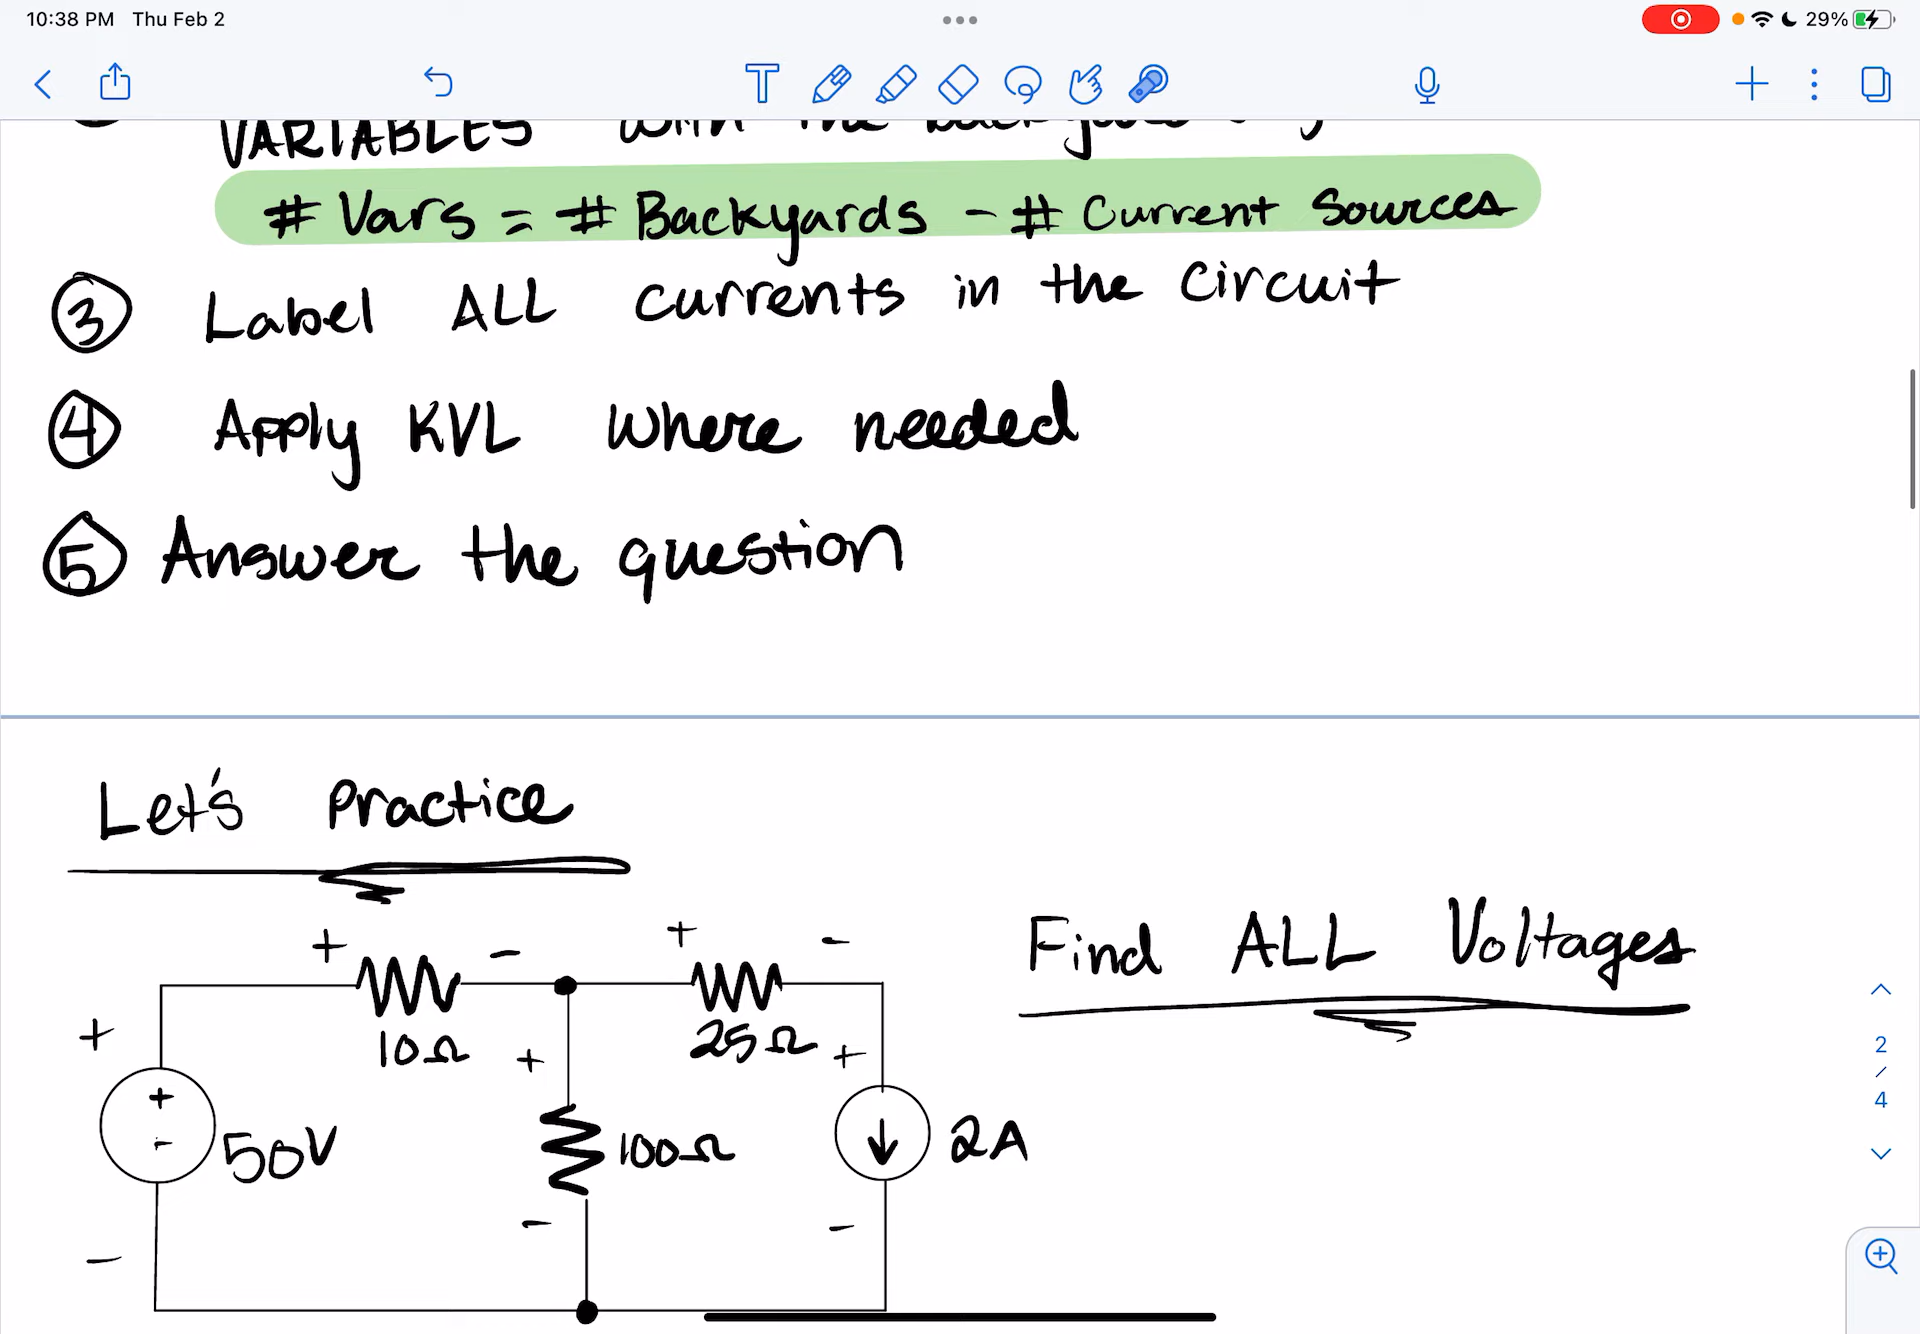 10:38 PM Thu Feb 2
29%
VARIABLES with the
# Vars = # Backyards - # Current Sources
③ Label ALL currents in the circuit
④ Apply KVL where needed
⑤ Answer the question
Let's Practice
Find ALL Voltages
+ - + -
10Ω 25Ω
+ + +
+
-
50V 100Ω 2A
- - -
2
/
4